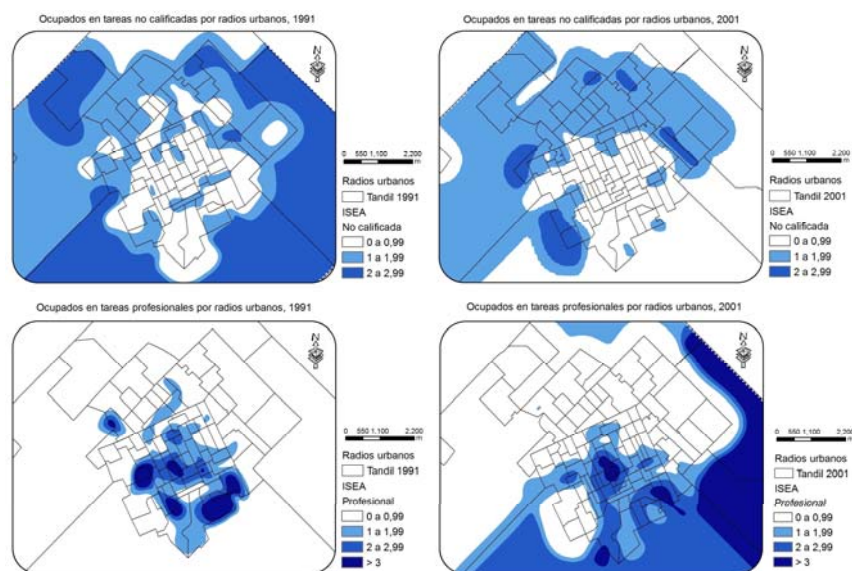 Ocupados en tareas no calificadas por radios urbanos, 1991
N
0 550 1,100 2,200
m
Radios urbanos
Tandil 1991
ISEA
No calificada
0 a 0,99
1 a 1,99
2 a 2,99
Ocupados en tareas no calificadas por radios urbanos, 2001
N
0 550 1,100 2,200
m
Radios urbanos
Tandil 2001
ISEA
No calificada
0 a 0,99
1 a 1,99
2 a 2,99
Ocupados en tareas profesionales por radios urbanos, 1991
N
0 550 1,100 2,200
m
Radios urbanos
Tandil 1991
ISEA
Profesional
0 a 0,99
1 a 1,99
2 a 2,99
> 3
Ocupados en tareas profesionales por radios urbanos, 2001
N
0 550 1,100 2,200
m
Radios urbanos
Tandil 2001
ISEA
Profesional
0 a 0,99
1 a 1,99
2 a 2,99
> 3